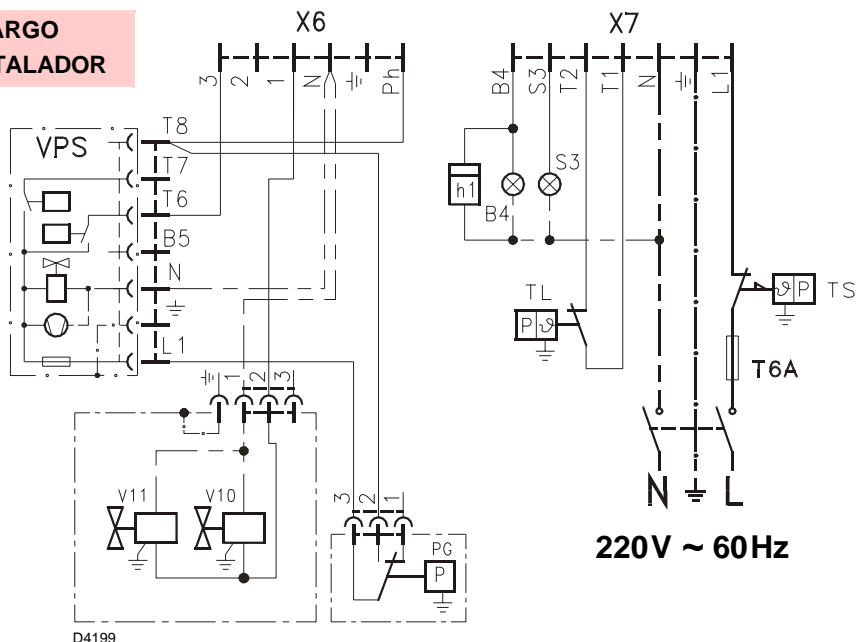 ARGO
TALADOR
X6
3 2 1 N Ph
X7
B4 S3 T2 T1 N L1
VPS
T8
T7
T6
B5
N
L1
h1
B4
S3
TL
P ϑ
ϑ P TS
T6A
1 2 3
V11 V10
3 2 1
PG
P
N L
220V ~ 60Hz
D4199